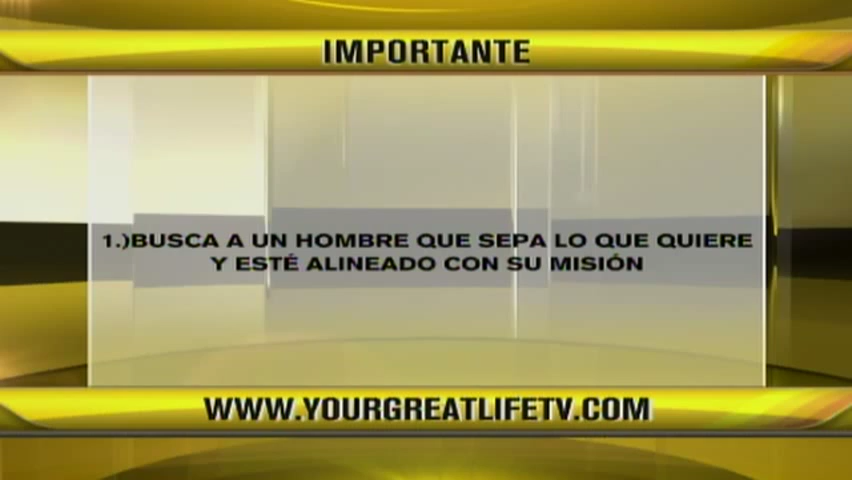 IMPORTANTE
1.)BUSCA A UN HOMBRE QUE SEPA LO QUE QUIERE
Y ESTÉ ALINEADO CON SU MISIÓN
WWW.YOURGREATLIFETV.COM